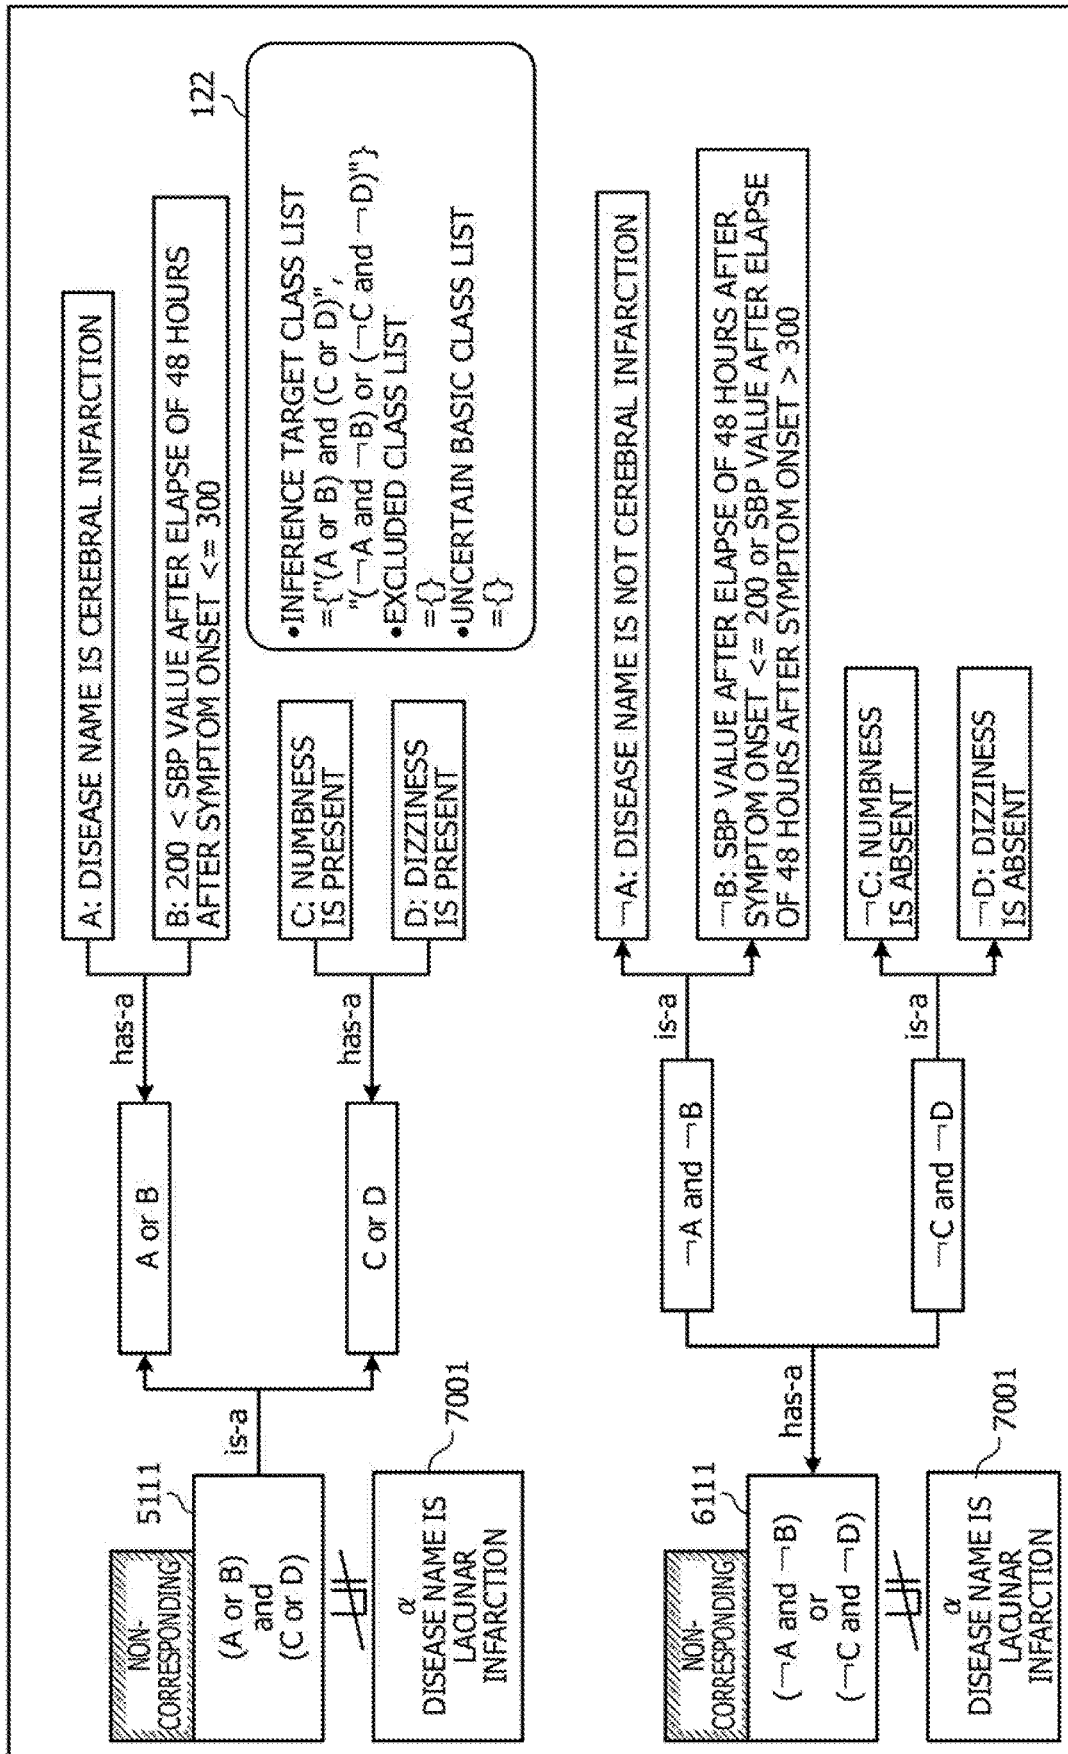 NON-
CORRESPONDING
5111
(A or B)
and
(C or D)
α
DISEASE NAME IS
LACUNAR
INFARCTION
7001
is-a
A or B
C or D
has-a
has-a
A: DISEASE NAME IS CEREBRAL INFARCTION
B: 200 < SBP VALUE AFTER ELAPSE OF 48 HOURS
AFTER SYMPTOM ONSET <= 300
C: NUMBNESS
IS PRESENT
D: DIZZINESS
IS PRESENT
122
•INFERENCE TARGET CLASS LIST
={"(A or B) and (C or D)",
"(¬A and ¬B) or (¬C and ¬D)"}
•EXCLUDED CLASS LIST
={}
•UNCERTAIN BASIC CLASS LIST
={}
NON-
CORRESPONDING
6111
(¬A and ¬B)
or
(¬C and ¬D)
α
DISEASE NAME IS
LACUNAR
INFARCTION
7001
has-a
¬A and ¬B
¬C and ¬D
is-a
is-a
¬A: DISEASE NAME IS NOT CEREBRAL INFARCTION
¬B: SBP VALUE AFTER ELAPSE OF 48 HOURS AFTER
SYMPTOM ONSET <= 200 or SBP VALUE AFTER ELAPSE
OF 48 HOURS AFTER SYMPTOM ONSET > 300
¬C: NUMBNESS
IS ABSENT
¬D: DIZZINESS
IS ABSENT